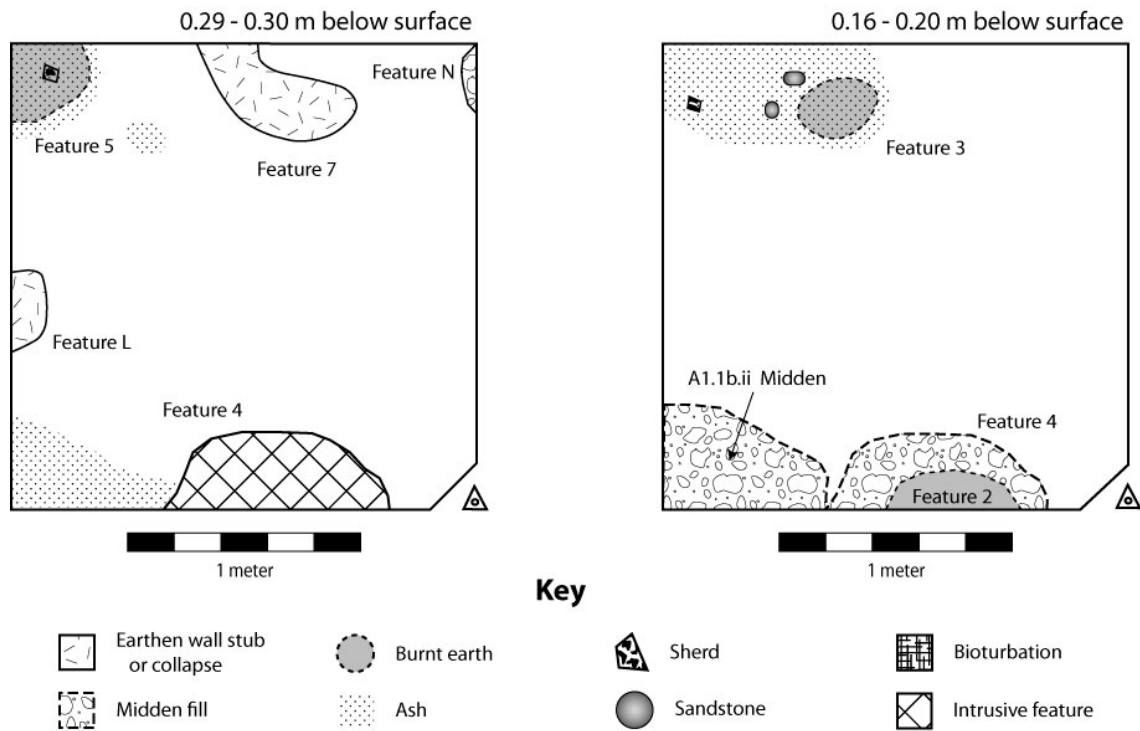 0.29 - 0.30 m below surface
Feature N
Feature 5
Feature 7
Feature L
Feature 4
1 meter
0.16 - 0.20 m below surface
Feature 3
A1.1b.ii Midden
Feature 4
Feature 2
1 meter
Key
Earthen wall stub
or collapse
Burnt earth
Sherd
Bioturbation
Midden fill
Ash
Sandstone
Intrusive feature